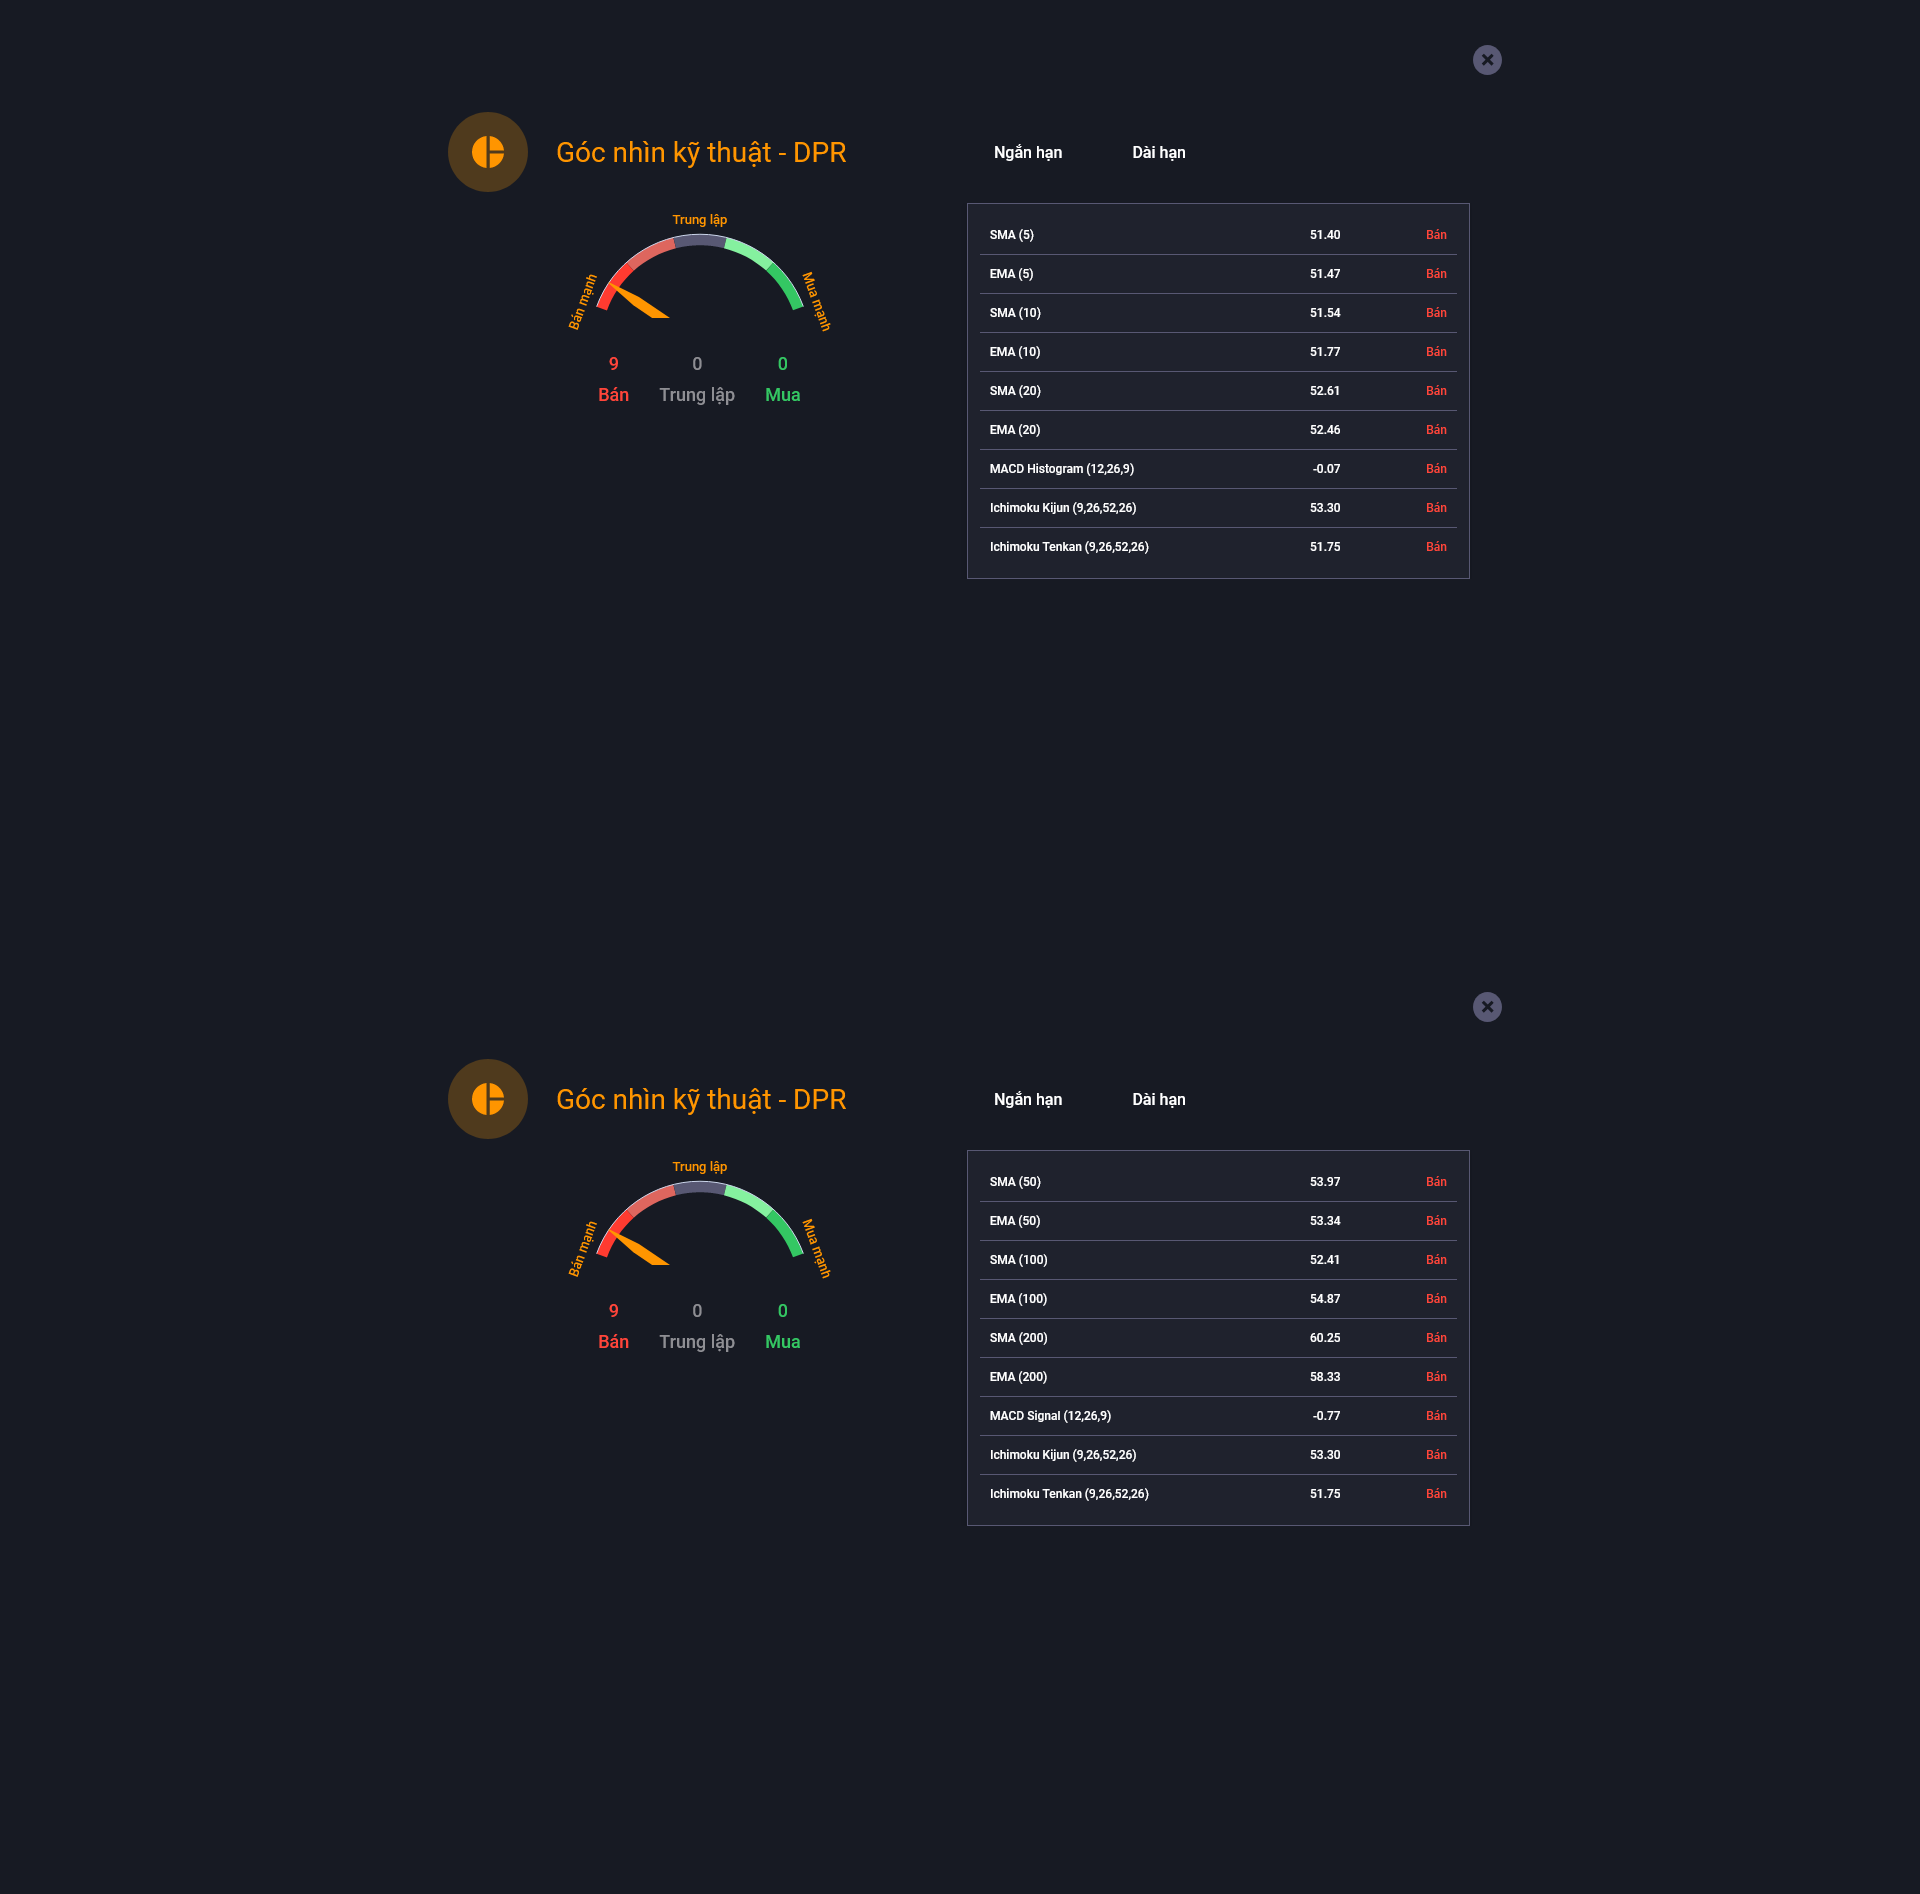 Góc nhìn kỹ thuật - DPR
Ngắn hạn Dài hạn
Trung lập
Bán mạnh
Mua mạnh
9 0 0
Bán Trung lập Mua
SMA (5) 51.40 Bán
EMA (5) 51.47 Bán
SMA (10) 51.54 Bán
EMA (10) 51.77 Bán
SMA (20) 52.61 Bán
EMA (20) 52.46 Bán
MACD Histogram (12,26,9) -0.07 Bán
Ichimoku Kijun (9,26,52,26) 53.30 Bán
Ichimoku Tenkan (9,26,52,26) 51.75 Bán
Góc nhìn kỹ thuật - DPR
Ngắn hạn Dài hạn
Trung lập
Bán mạnh
Mua mạnh
9 0 0
Bán Trung lập Mua
SMA (50) 53.97 Bán
EMA (50) 53.34 Bán
SMA (100) 52.41 Bán
EMA (100) 54.87 Bán
SMA (200) 60.25 Bán
EMA (200) 58.33 Bán
MACD Signal (12,26,9) -0.77 Bán
Ichimoku Kijun (9,26,52,26) 53.30 Bán
Ichimoku Tenkan (9,26,52,26) 51.75 Bán